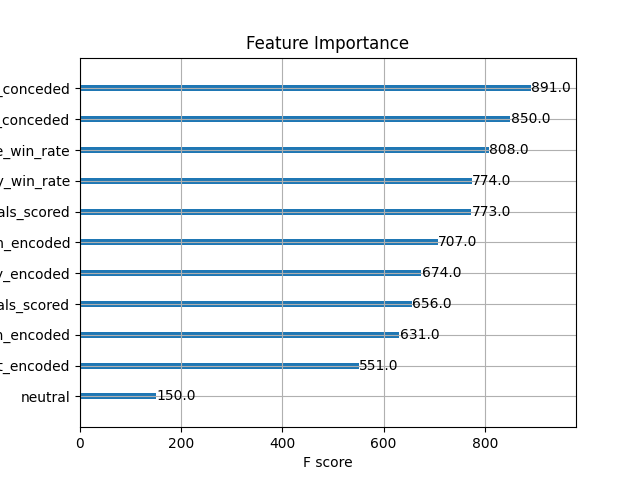 Feature Importance
_conceded 891.0
_conceded 850.0
e_win_rate 808.0
y_win_rate 774.0
als_scored 773.0
n_encoded 707.0
y_encoded 674.0
als_scored 656.0
n_encoded 631.0
t_encoded 551.0
neutral 150.0
0 200 400 600 800
F score